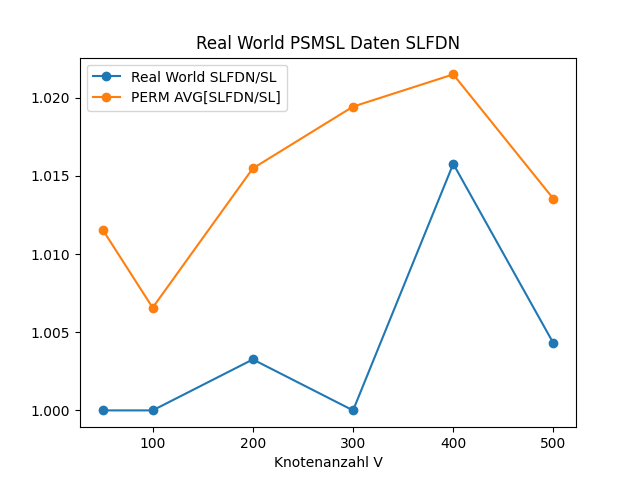 Real World PSMSL Daten SLFDN
Real World SLFDN/SL
PERM AVG[SLFDN/SL]
1.020
1.015
1.010
1.005
1.000
100
200
300
400
500
Knotenanzahl V